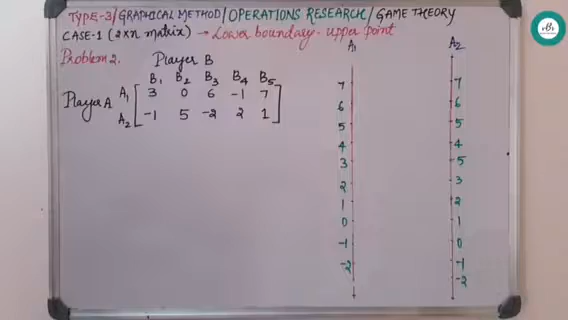 TYPE-3/GRAPHICAL METHOD/OPERATIONS RESEARCH/GAME THEORY
CASE-1 (2xn matrix) → Lower boundary - upper point
Problem 2. Player B
B1 B2 B3 B4 B5
Player A A1 3 0 6 -1 7
A2 -1 5 -2 2 1
A1
7
6
5
4
3
2
1
0
-1
-2
A2
7
6
5
4
5
3
2
1
0
-1
-2